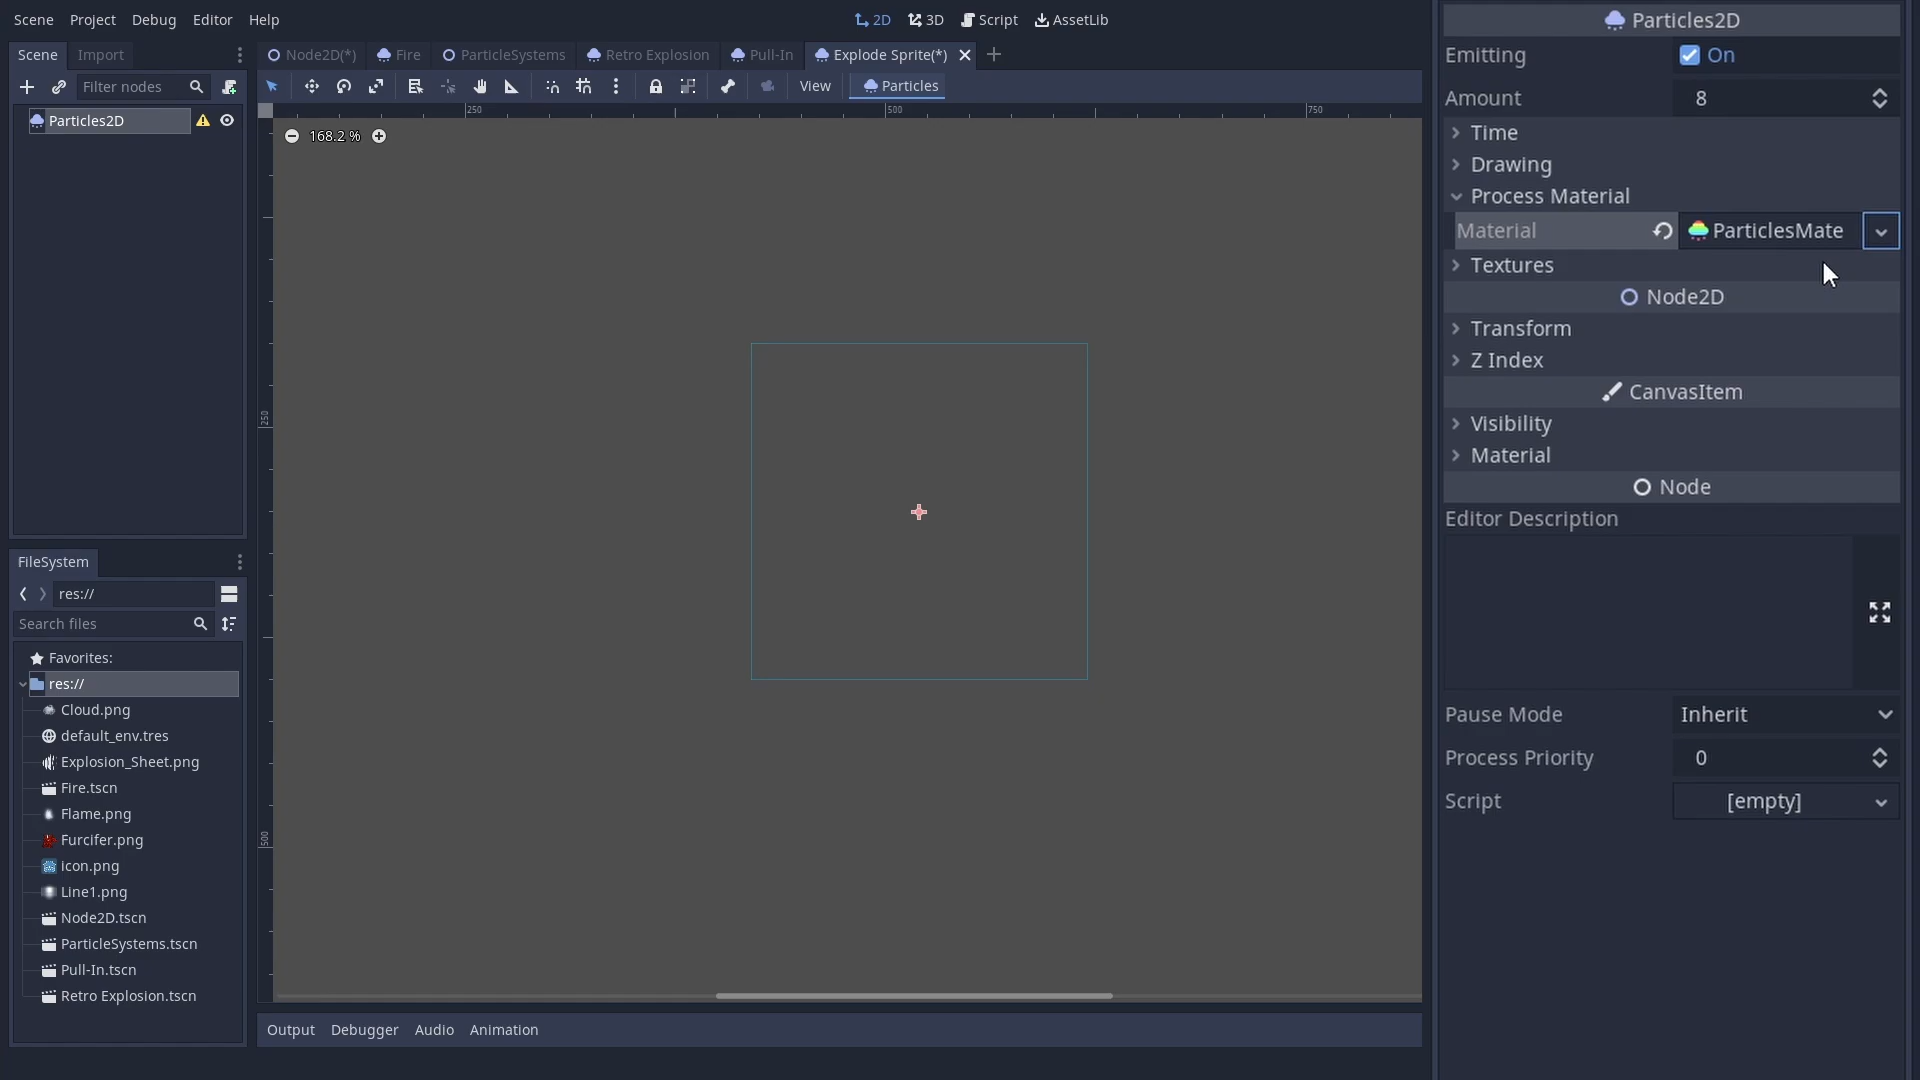 Scene Project Debug Editor Help
2D 3D Script AssetLib
Scene Import
Filter nodes
Particles2D
Node2D(*) Fire ParticleSystems Retro Explosion Pull-In Explode Sprite(*)
View Particles
250 500 750
168.2 %
250
500
FileSystem
res://
Search files
Favorites:
res://
Cloud.png
default_env.tres
Explosion_Sheet.png
Fire.tscn
Flame.png
Furcifer.png
icon.png
Line1.png
Node2D.tscn
ParticleSystems.tscn
Pull-In.tscn
Retro Explosion.tscn
Output Debugger Audio Animation
Particles2D
Emitting On
Amount 8
Time
Drawing
Process Material
Material ParticlesMate
Textures
Node2D
Transform
Z Index
CanvasItem
Visibility
Material
Node
Editor Description
Pause Mode Inherit
Process Priority 0
Script [empty]